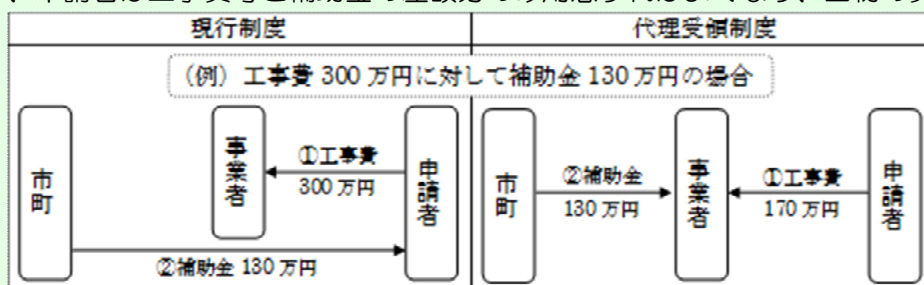 現行制度
代理受領制度
（例）工事費 300 万円に対して補助金 130 万円の場合
市町
事業者
①工事費
300 万円
申請者
②補助金 130 万円
市町
②補助金
130 万円
事業者
①工事費
170 万円
申請者